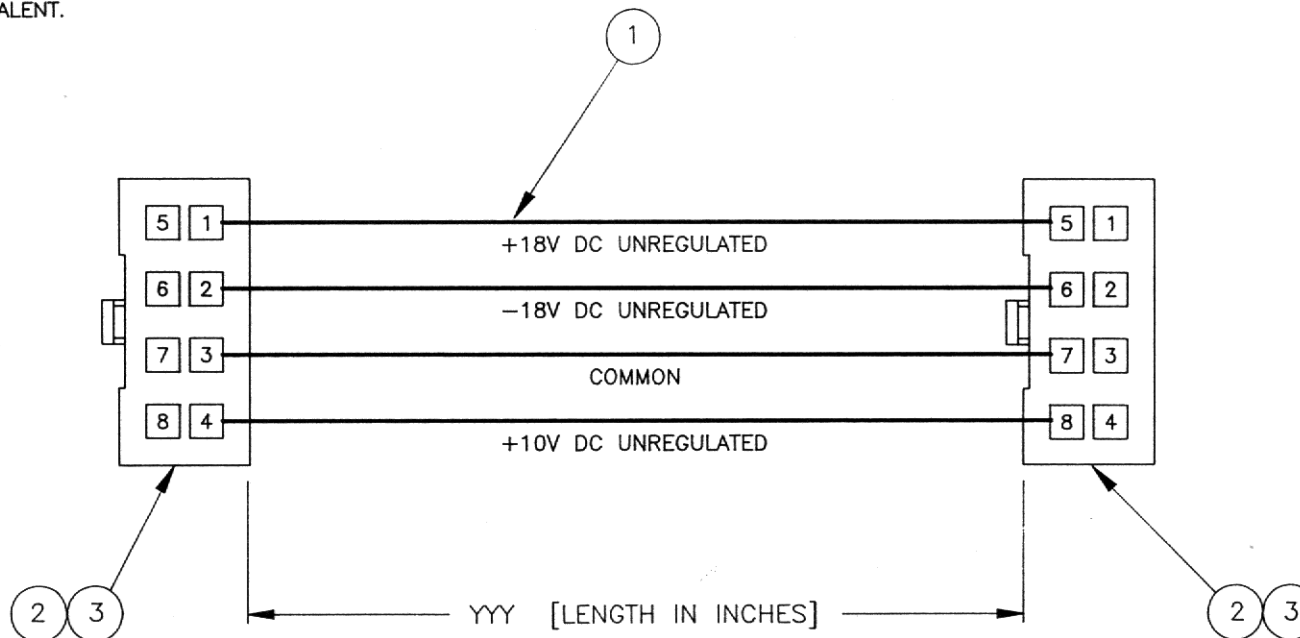 ALENT.
1
5 1 5 1
+18V DC UNREGULATED
6 2 6 2
−18V DC UNREGULATED
7 3 7 3
COMMON
8 4 8 4
+10V DC UNREGULATED
2 3 YYY [LENGTH IN INCHES] 2 3